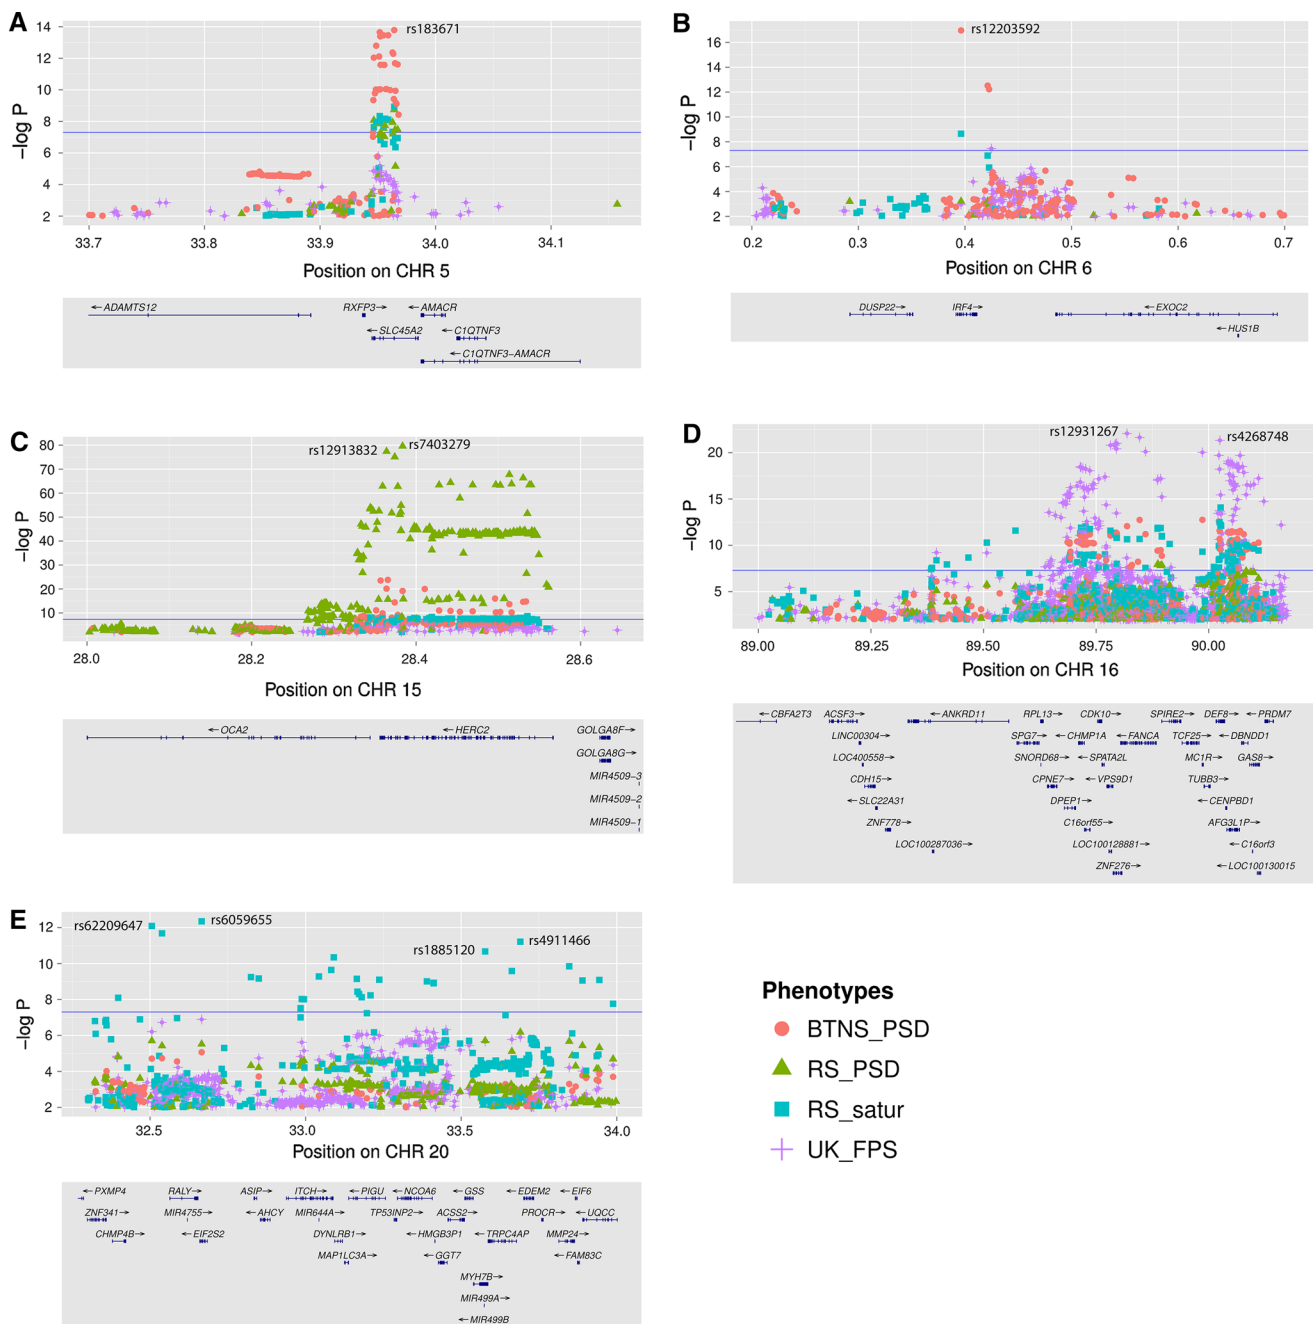 A
14
12
10
8
6
4
2
−log P
rs183671
33.7 33.8 33.9 34.0 34.1
Position on CHR 5
←ADAMTS12 RXFP3→ ←AMACR
←SLC45A2 ←C1QTNF3
←C1QTNF3−AMACR
B
16
14
12
10
8
6
4
2
−log P
rs12203592
0.2 0.3 0.4 0.5 0.6 0.7
Position on CHR 6
DUSP22→ IRF4→ ←EXOC2
←HUS1B
C
80
70
60
50
40
30
20
10
−log P
rs12913832 rs7403279
28.0 28.2 28.4 28.6
Position on CHR 15
←OCA2 ←HERC2 GOLGA8F→
GOLGA8G→
MIR4509−3
MIR4509−2
MIR4509−1
D
20
15
10
5
−log P
rs12931267 rs4268748
89.00 89.25 89.50 89.75 90.00
Position on CHR 16
←CBFA2T3 ACSF3→ ←ANKRD11 RPL13→ CDK10→ SPIRE2→ DEF8→ ←PRDM7
LINC00304→ SPG7→ ←CHMP1A ←FANCA TCF25→ ←DBNDD1
LOC400558→ SNORD68→ ←SPATA2L MC1R→ GAS8→
CDH15→ CPNE7→ ←VPS9D1 TUBB3→
←SLC22A31 DPEP1→ ←CENPBD1
ZNF778→ C16orf55→ AFG3L1P→
LOC100287036→ LOC100128881→ ←C16orf3
ZNF276→ ←LOC100130015
E
12
10
8
6
4
2
−log P
rs62209647 rs6059655 rs1885120 rs4911466
32.5 33.0 33.5 34.0
Position on CHR 20
←PXMP4 RALY→ ASIP→ ITCH→ ←PIGU ←NCOA6 ←GSS ←EDEM2 ←EIF6
ZNF341→ MIR4755→ ←AHCY MIR644A→ TP53INP2→ ACSS2→ PROCR→ ←UQCC
CHMP4B→ ←EIF2S2 DYNLRB1→ ←HMGB3P1 ←TRPC4AP MMP24→
MAP1LC3A→ ←GGT7 ←FAM83C
MYH7B→
MIR499A→
←MIR499B
Phenotypes
BTNS_PSD
RS_PSD
RS_satur
UK_FPS